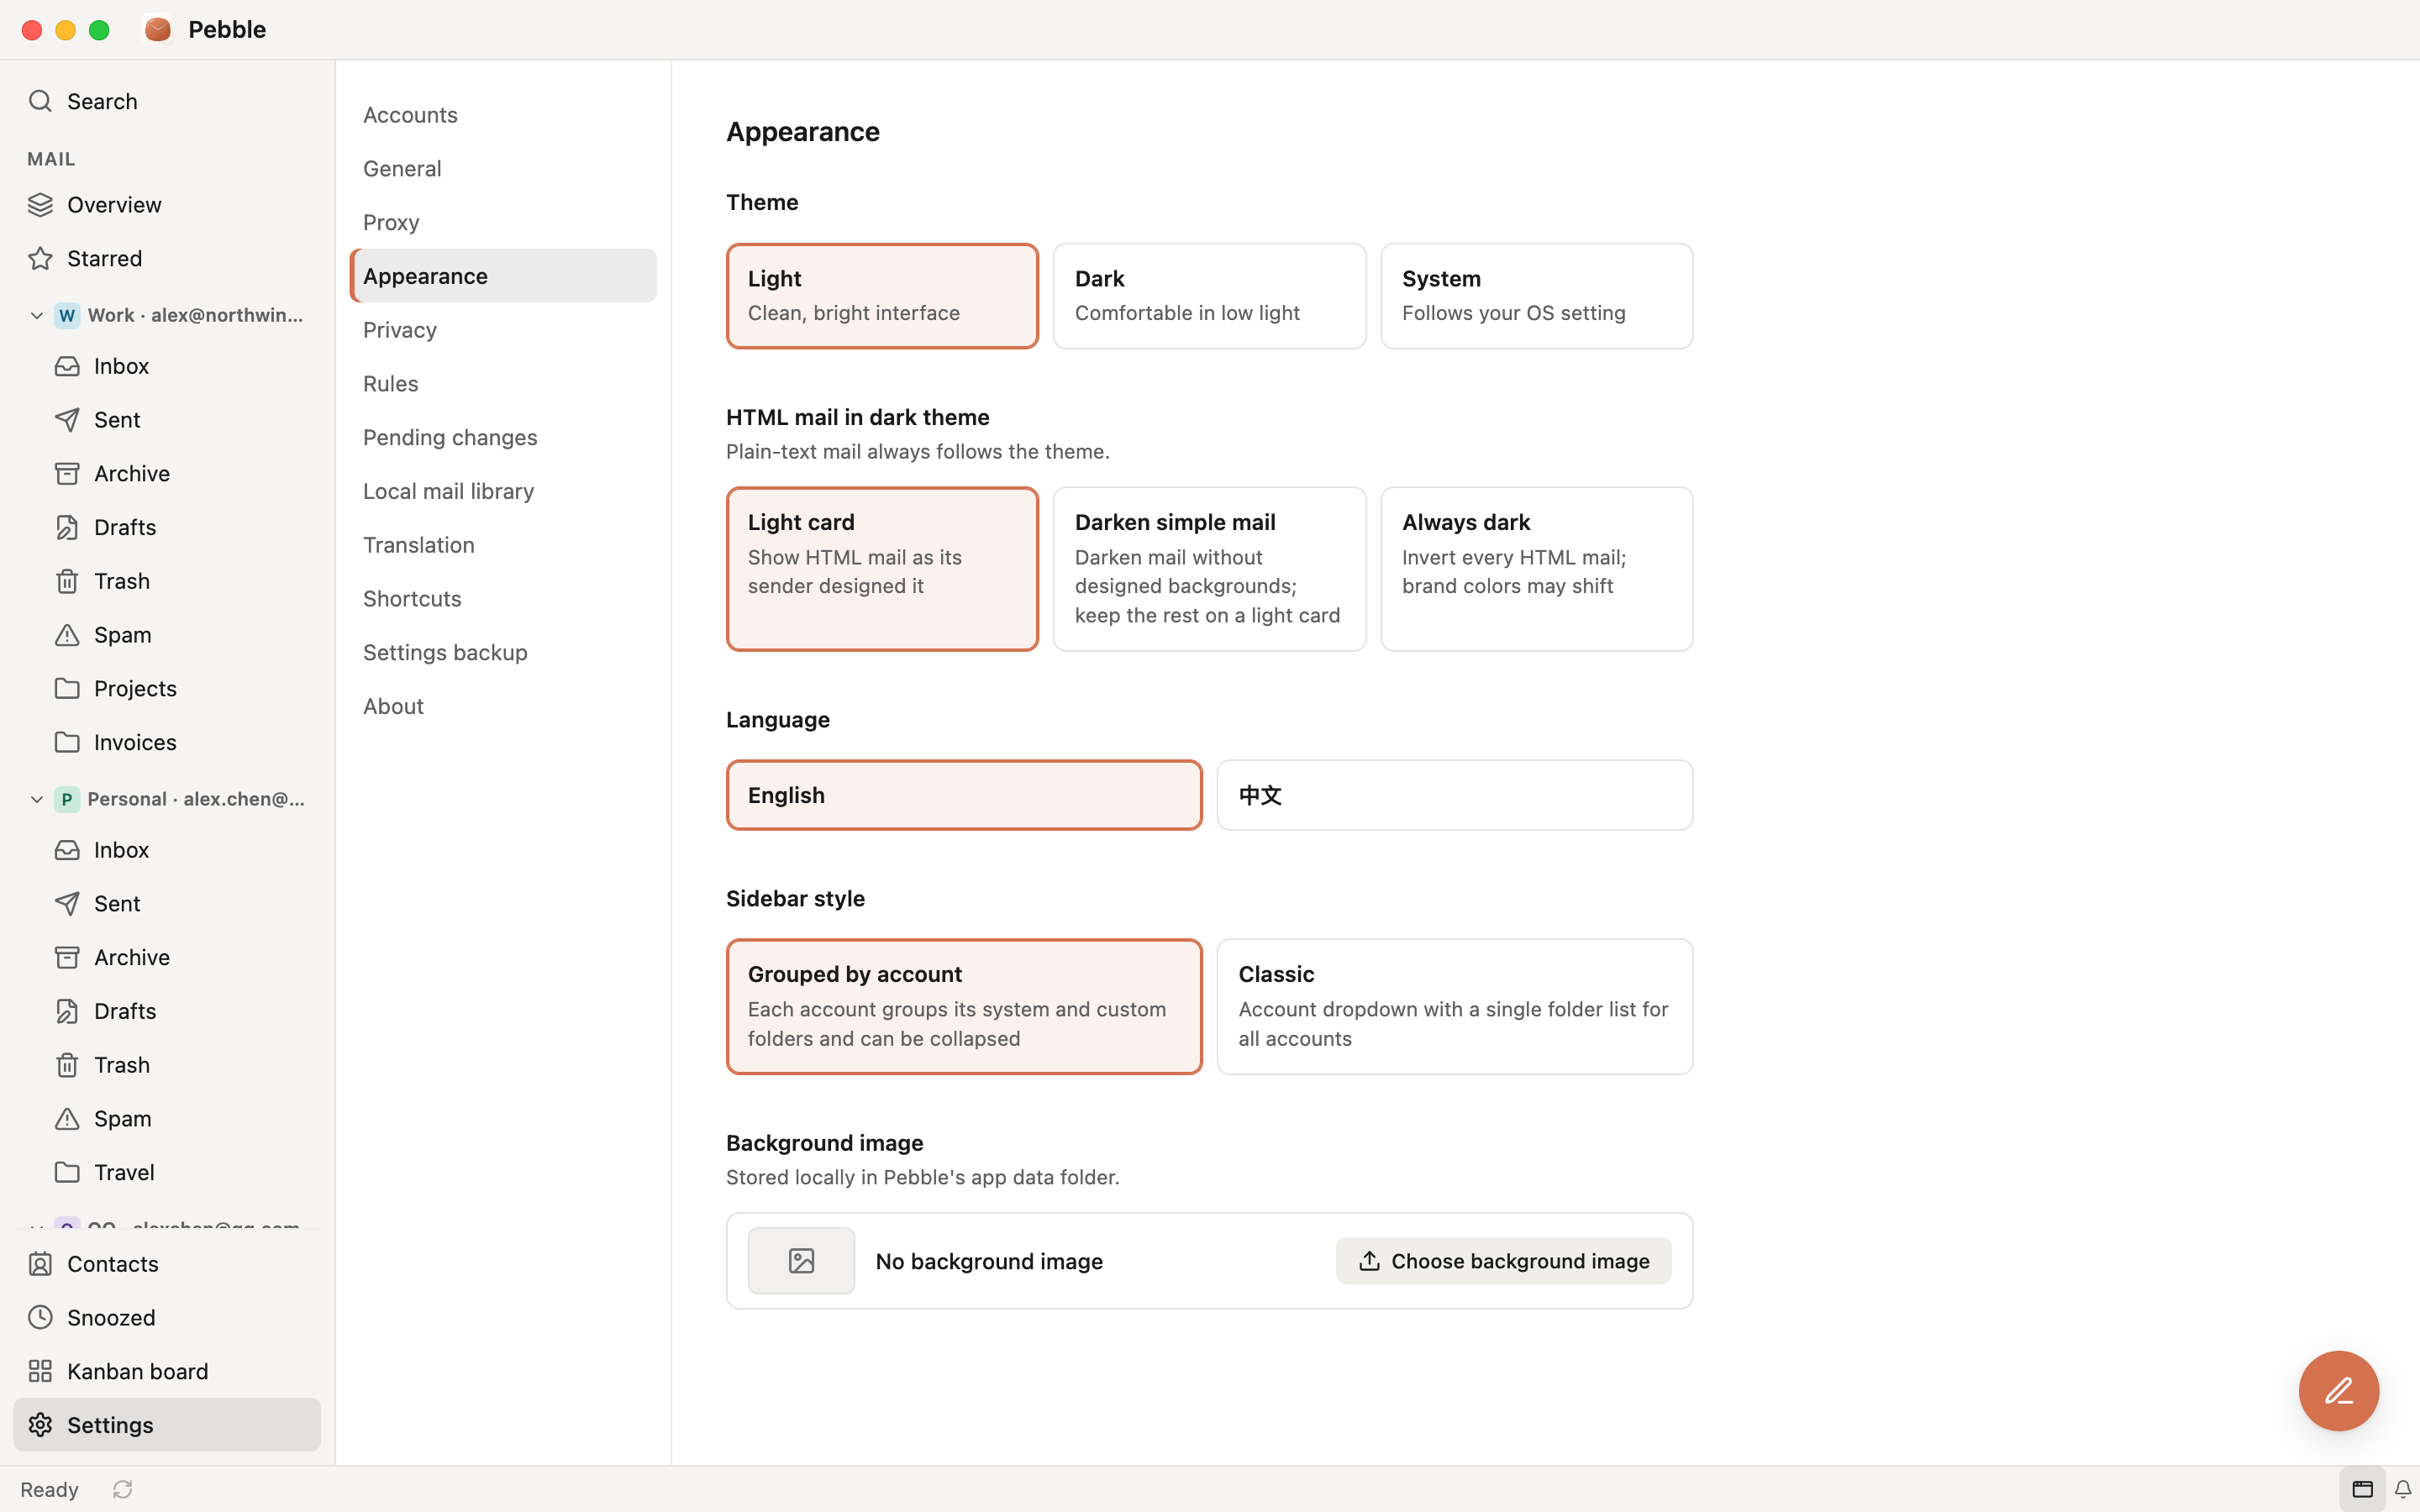 Pebble
Search
MAIL
Overview
Starred
W Work · alex@northwin...
Inbox
Sent
Archive
Drafts
Trash
Spam
Projects
Invoices
P Personal · alex.chen@...
Inbox
Sent
Archive
Drafts
Trash
Spam
Travel
Contacts
Snoozed
Kanban board
Settings
Ready
Accounts
General
Proxy
Appearance
Privacy
Rules
Pending changes
Local mail library
Translation
Shortcuts
Settings backup
About
Appearance
Theme
Light
Clean, bright interface
Dark
Comfortable in low light
System
Follows your OS setting
HTML mail in dark theme
Plain-text mail always follows the theme.
Light card
Show HTML mail as its
sender designed it
Darken simple mail
Darken mail without
designed backgrounds;
keep the rest on a light card
Always dark
Invert every HTML mail;
brand colors may shift
Language
English
中文
Sidebar style
Grouped by account
Each account groups its system and custom
folders and can be collapsed
Classic
Account dropdown with a single folder list for
all accounts
Background image
Stored locally in Pebble's app data folder.
No background image
Choose background image